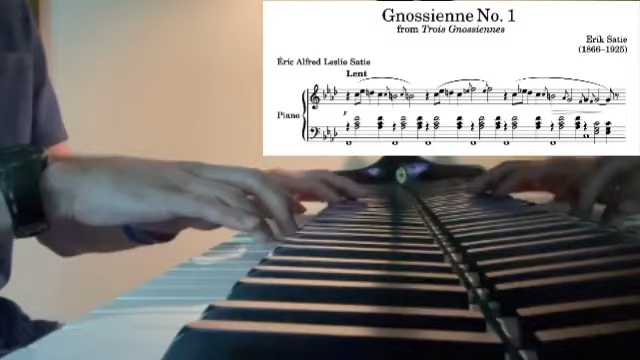 Gnossienne No. 1
from Trois Gnossiennes
Erik Satie
(1866–1925)
Éric Alfred Leslie Satie
Lent
Piano
p